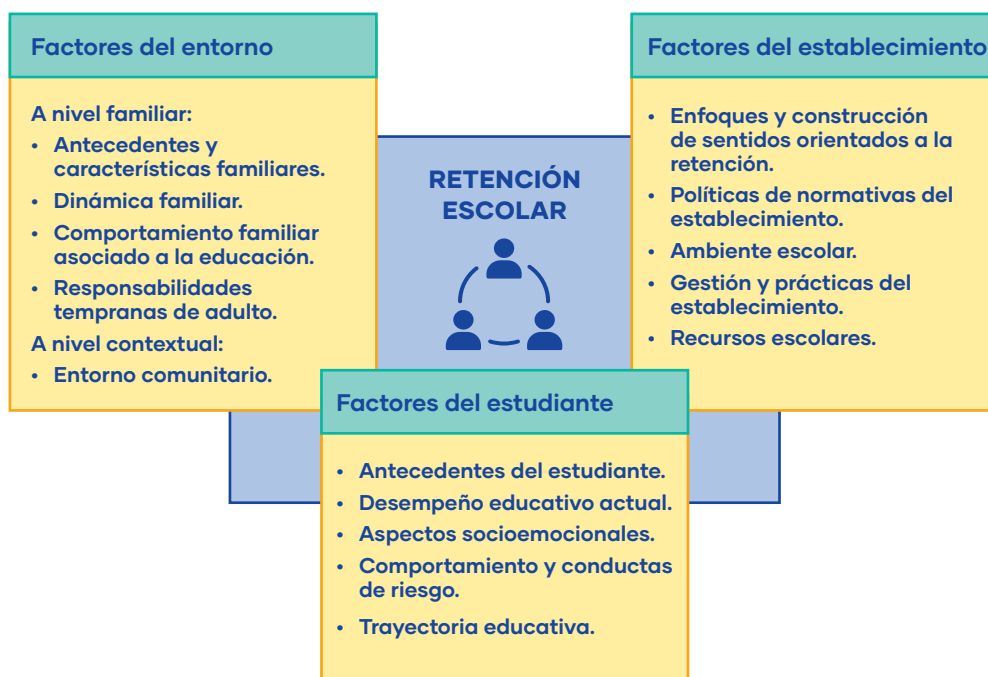 Factores del entorno
A nivel familiar:
• Antecedentes y
características familiares.
• Dinámica familiar.
• Comportamiento familiar
asociado a la educación.
• Responsabilidades
tempranas de adulto.
A nivel contextual:
• Entorno comunitario.
RETENCIÓN
ESCOLAR
Factores del establecimiento
• Enfoques y construcción
de sentidos orientados a la
retención.
• Políticas de normativas del
establecimiento.
• Ambiente escolar.
• Gestión y prácticas del
establecimiento.
• Recursos escolares.
Factores del estudiante
• Antecedentes del estudiante.
• Desempeño educativo actual.
• Aspectos socioemocionales.
• Comportamiento y conductas
de riesgo.
• Trayectoria educativa.